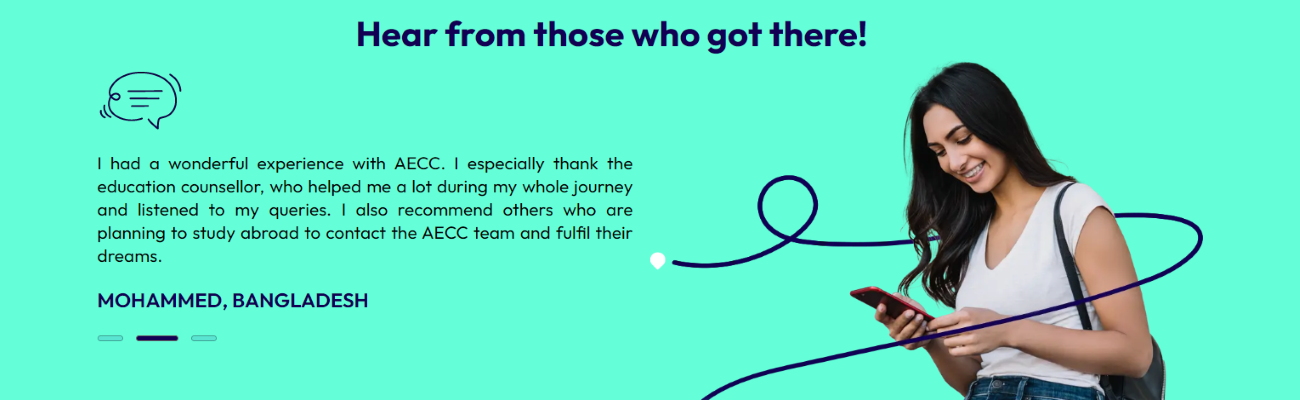 Hear from those who got there!
I had a wonderful experience with AECC. I especially thank the
education counsellor, who helped me a lot during my whole journey
and listened to my queries. I also recommend others who are
planning to study abroad to contact the AECC team and fulfil their
dreams.
MOHAMMED, BANGLADESH